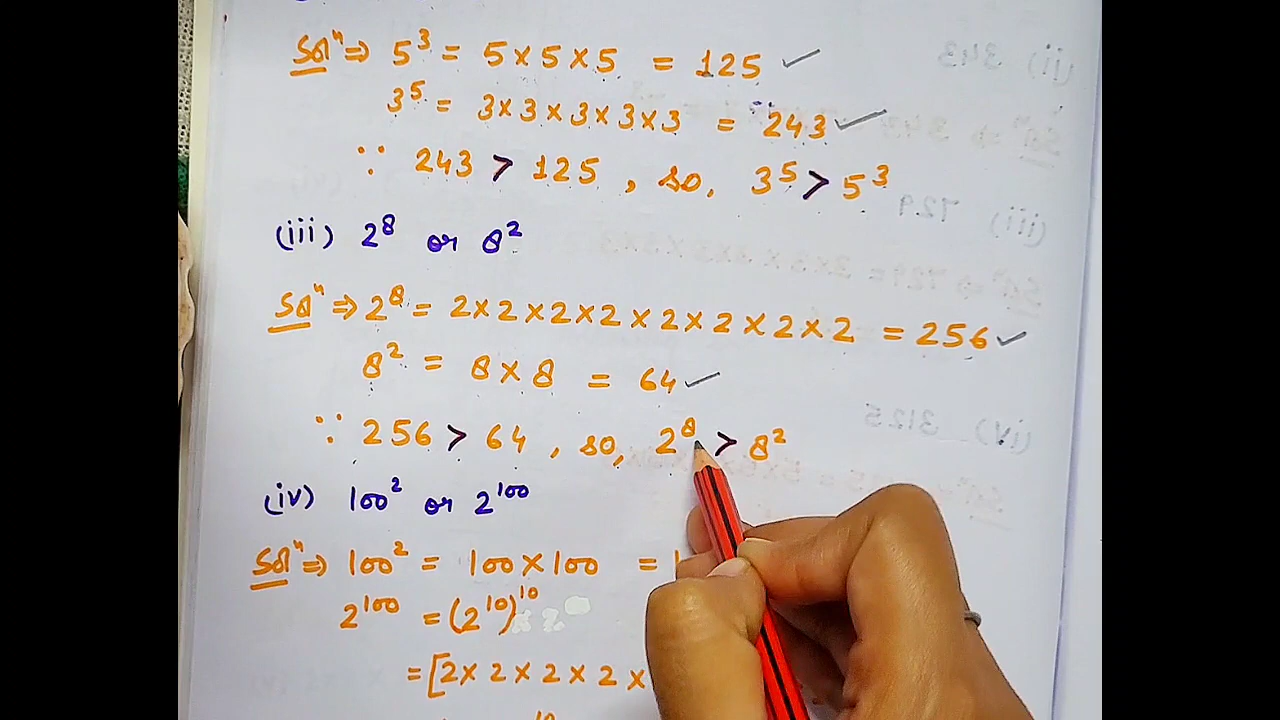 Solⁿ ⇒ 5³ = 5 × 5 × 5 = 125 ✓
3⁵ = 3 × 3 × 3 × 3 × 3 = 243 ✓
∵ 243 > 125 , so, 3⁵ > 5³
(iii) 2⁸ or 8²
Solⁿ ⇒ 2⁸ = 2 × 2 × 2 × 2 × 2 × 2 × 2 × 2 = 256 ✓
8² = 8 × 8 = 64 ✓
∵ 256 > 64 , so, 2⁸ > 8²
(iv) 100² or 2¹⁰⁰
Solⁿ ⇒ 100² = 100 × 100 = 1
2¹⁰⁰ = (2¹⁰)¹⁰
= [2 × 2 × 2 × 2 ×
10